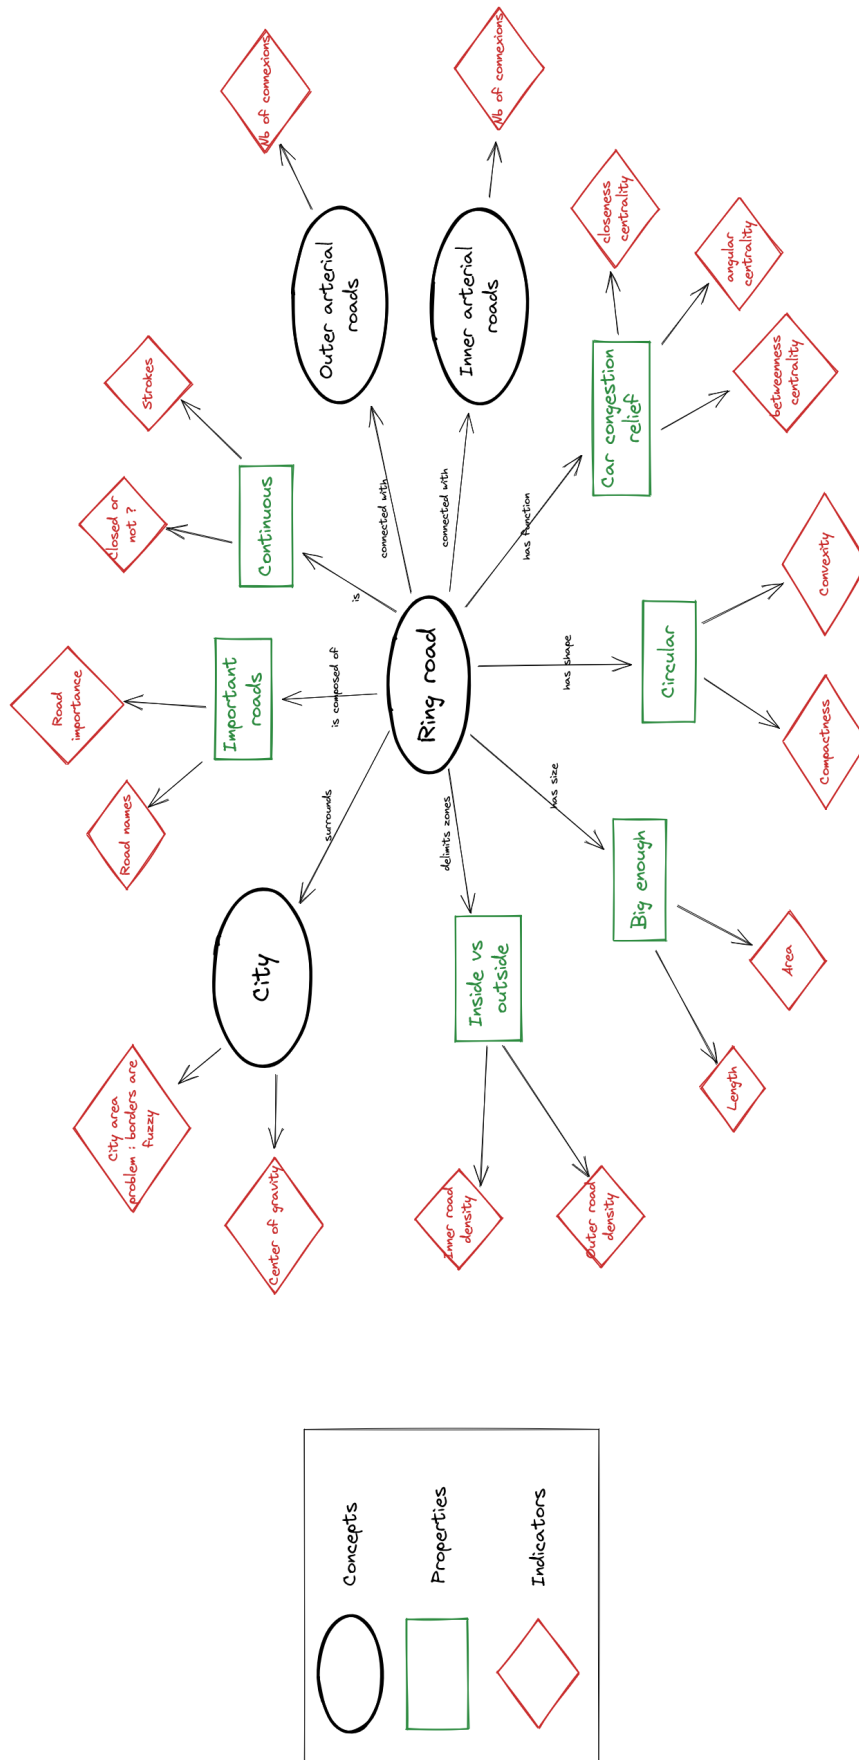 Road
importance
City area
problem : borders are
fuzzy
Road names
Closed or
not ?
Strokes
Important
roads
Continuous
City
Center of gravity
Nb of connexions
surrounds
is composed of
is
Outer arterial
roads
Concepts
connected with
Ring road
Properties
delimits zones
connected with
Inner arterial
roads
Inner road
density
Inside vs
outside
Nb of connexions
has function
Indicators
has size
has shape
Outer road
density
Car congestion
relief
closeness
centrality
Big enough
Circular
angular
centrality
Length
betweenness
centrality
Area
Compactness
Convexity